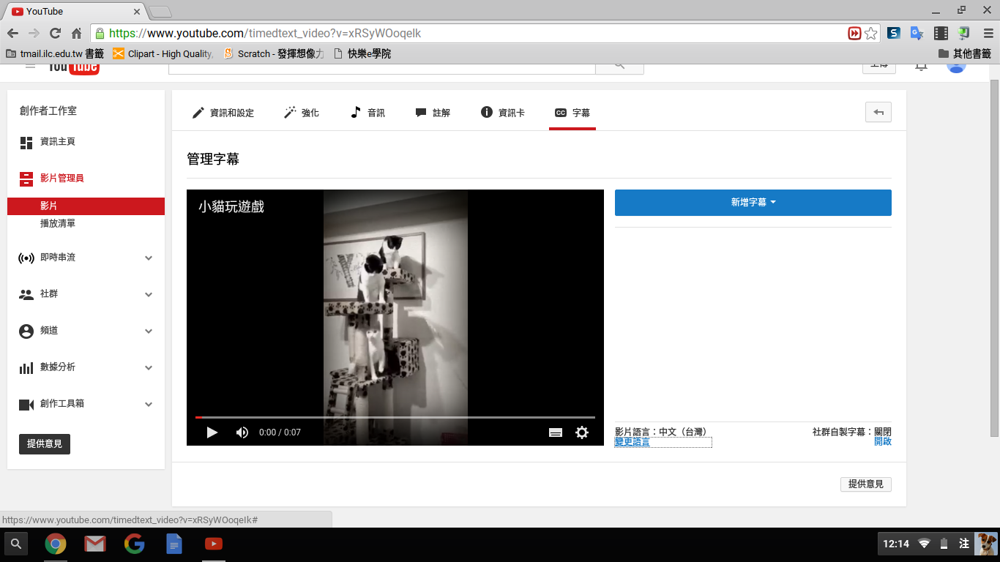 YouTube
https://www.youtube.com/timedtext_video?v=xRSyWOoqeIk
tmail.ilc.edu.tw 書籤
Clipart - High Quality,
Scratch - 發揮想像力
快樂e學院
其他書籤
YouTube
上傳
創作者工作室
資訊主頁
影片管理員
影片
播放清單
即時串流
社群
頻道
數據分析
創作工具箱
提供意見
資訊和設定
強化
音訊
註解
資訊卡
CC 字幕
管理字幕
小貓玩遊戲
0:00 / 0:07
新增字幕
影片語言：中文（台灣）
變更語言
社群自製字幕：關閉
開啟
提供意見
https://www.youtube.com/timedtext_video?v=xRSyWOoqeIk#
12:14
注